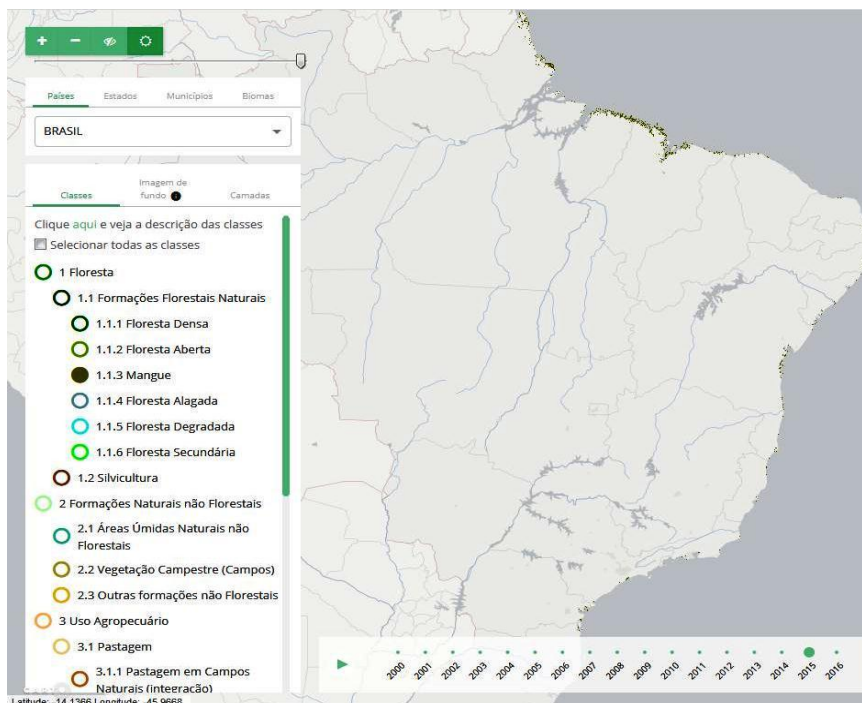 Países Estados Municípios Biomas
BRASIL
Classes Imagem de fundo Camadas
Clique aqui e veja a descrição das classes
Selecionar todas as classes
1 Floresta
1.1 Formações Florestais Naturais
1.1.1 Floresta Densa
1.1.2 Floresta Aberta
1.1.3 Mangue
1.1.4 Floresta Alagada
1.1.5 Floresta Degradada
1.1.6 Floresta Secundária
1.2 Silvicultura
2 Formações Naturais não Florestais
2.1 Áreas Úmidas Naturais não
Florestais
2.2 Vegetação Campestre (Campos)
2.3 Outras formações não Florestais
3 Uso Agropecuário
3.1 Pastagem
3.1.1 Pastagem em Campos
Naturais (integração)
2000 2001 2002 2003 2004 2005 2006 2007 2008 2009 2010 2011 2012 2013 2014 2015 2016
Latitude: -14.1366 Longitude: -45.9668